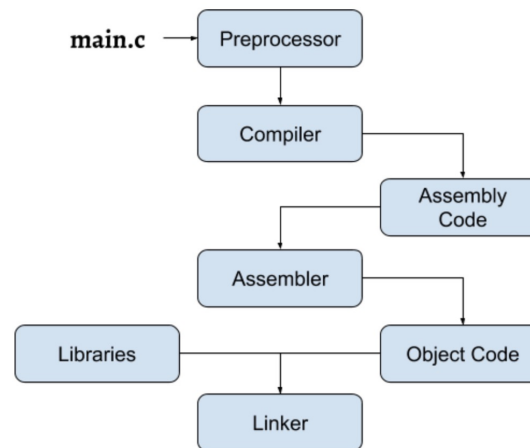 main.c
Preprocessor
Compiler
Assembly
Code
Assembler
Libraries
Object Code
Linker